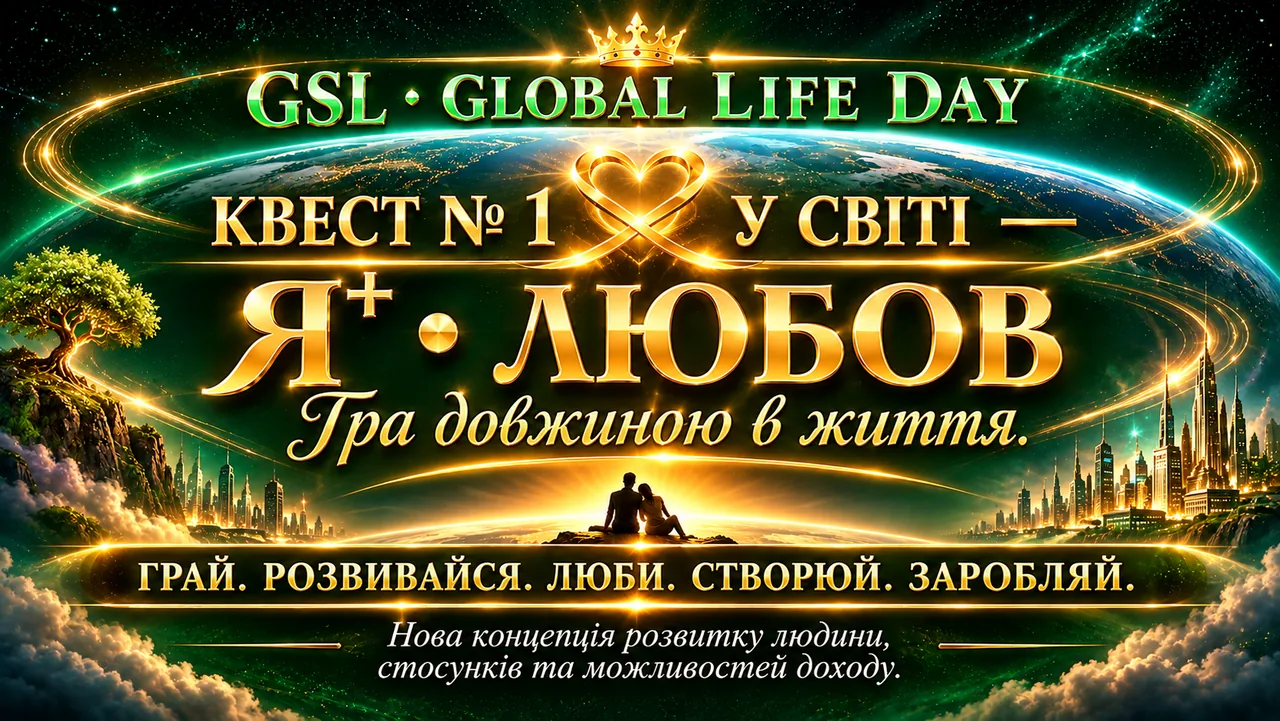 GSL · GLOBAL LIFE DAY
КВЕСТ № 1 У СВІТІ —
Я⁺ · ЛЮБОВ
Гра довжиною в життя.
ГРАЙ. РОЗВИВАЙСЯ. ЛЮБИ. СТВОРЮЙ. ЗАРОБЛЯЙ.
Нова концепція розвитку людини,
стосунків та можливостей доходу.